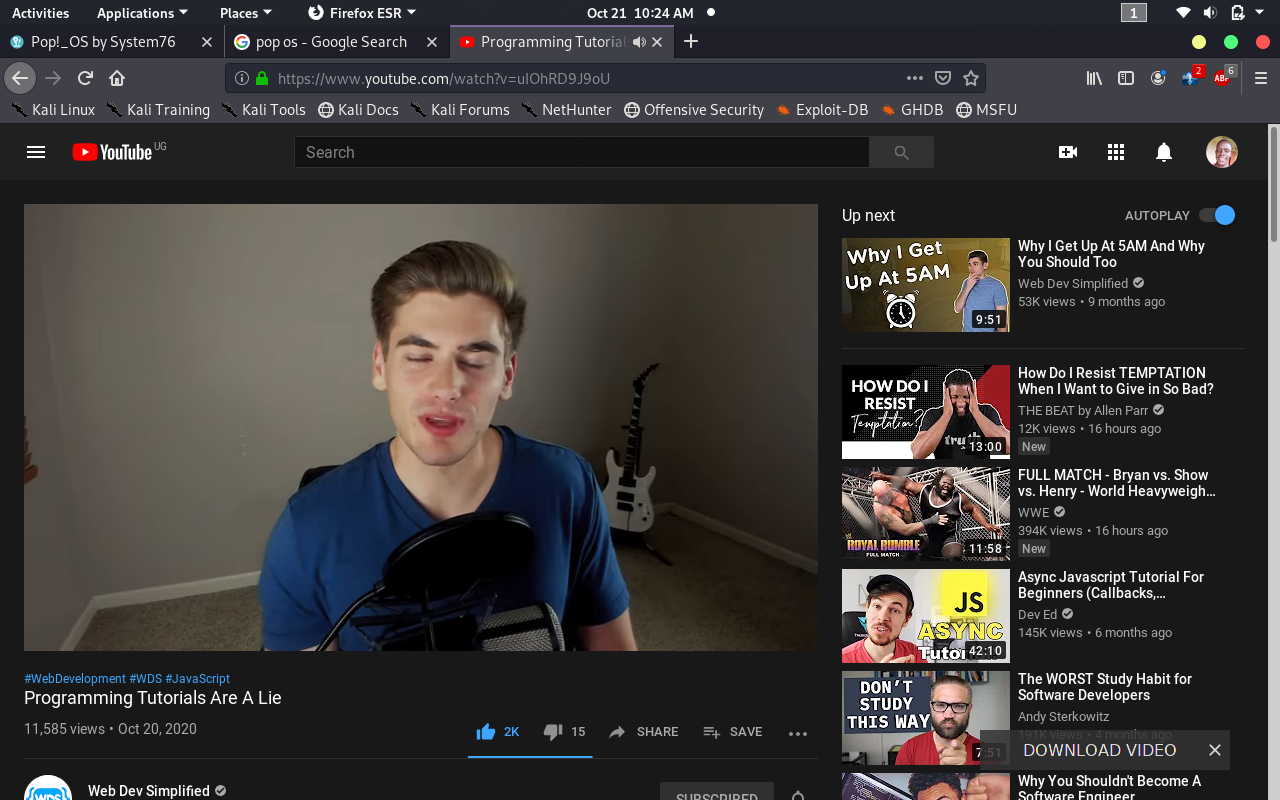 Activities Applications Places Firefox ESR Oct 21 10:24 AM 1
Pop!_OS by System76 pop os - Google Search Programming Tutorial
https://www.youtube.com/watch?v=uIOhRD9J9oU 2 ABP 6
Kali Linux Kali Training Kali Tools Kali Docs Kali Forums NetHunter Offensive Security Exploit-DB GHDB MSFU
YouTube UG Search
Up next AUTOPLAY
Why I Get
Up At 5AM
9:51
Why I Get Up At 5AM And Why
You Should Too
Web Dev Simplified
53K views • 9 months ago
HOW DO I
RESIST
Temptation?
truth
13:00
How Do I Resist TEMPTATION
When I Want to Give in So Bad?
THE BEAT by Allen Parr
12K views • 16 hours ago
New
ROYAL RUMBLE
FULL MATCH
11:58
FULL MATCH - Bryan vs. Show
vs. Henry - World Heavyweigh...
WWE
394K views • 16 hours ago
New
JS
ASYNC
Tutor
42:10
Async Javascript Tutorial For
Beginners (Callbacks,...
Dev Ed
145K views • 6 months ago
DON'T
STUDY
THIS WAY
7:51
The WORST Study Habit for
Software Developers
Andy Sterkowitz
191K views • 4 months ago
DOWNLOAD VIDEO
Why You Shouldn't Become A
Software Engineer
#WebDevelopment #WDS #JavaScript
Programming Tutorials Are A Lie
11,585 views • Oct 20, 2020
2K 15 SHARE SAVE
WDS
Web Dev Simplified
SUBSCRIBED